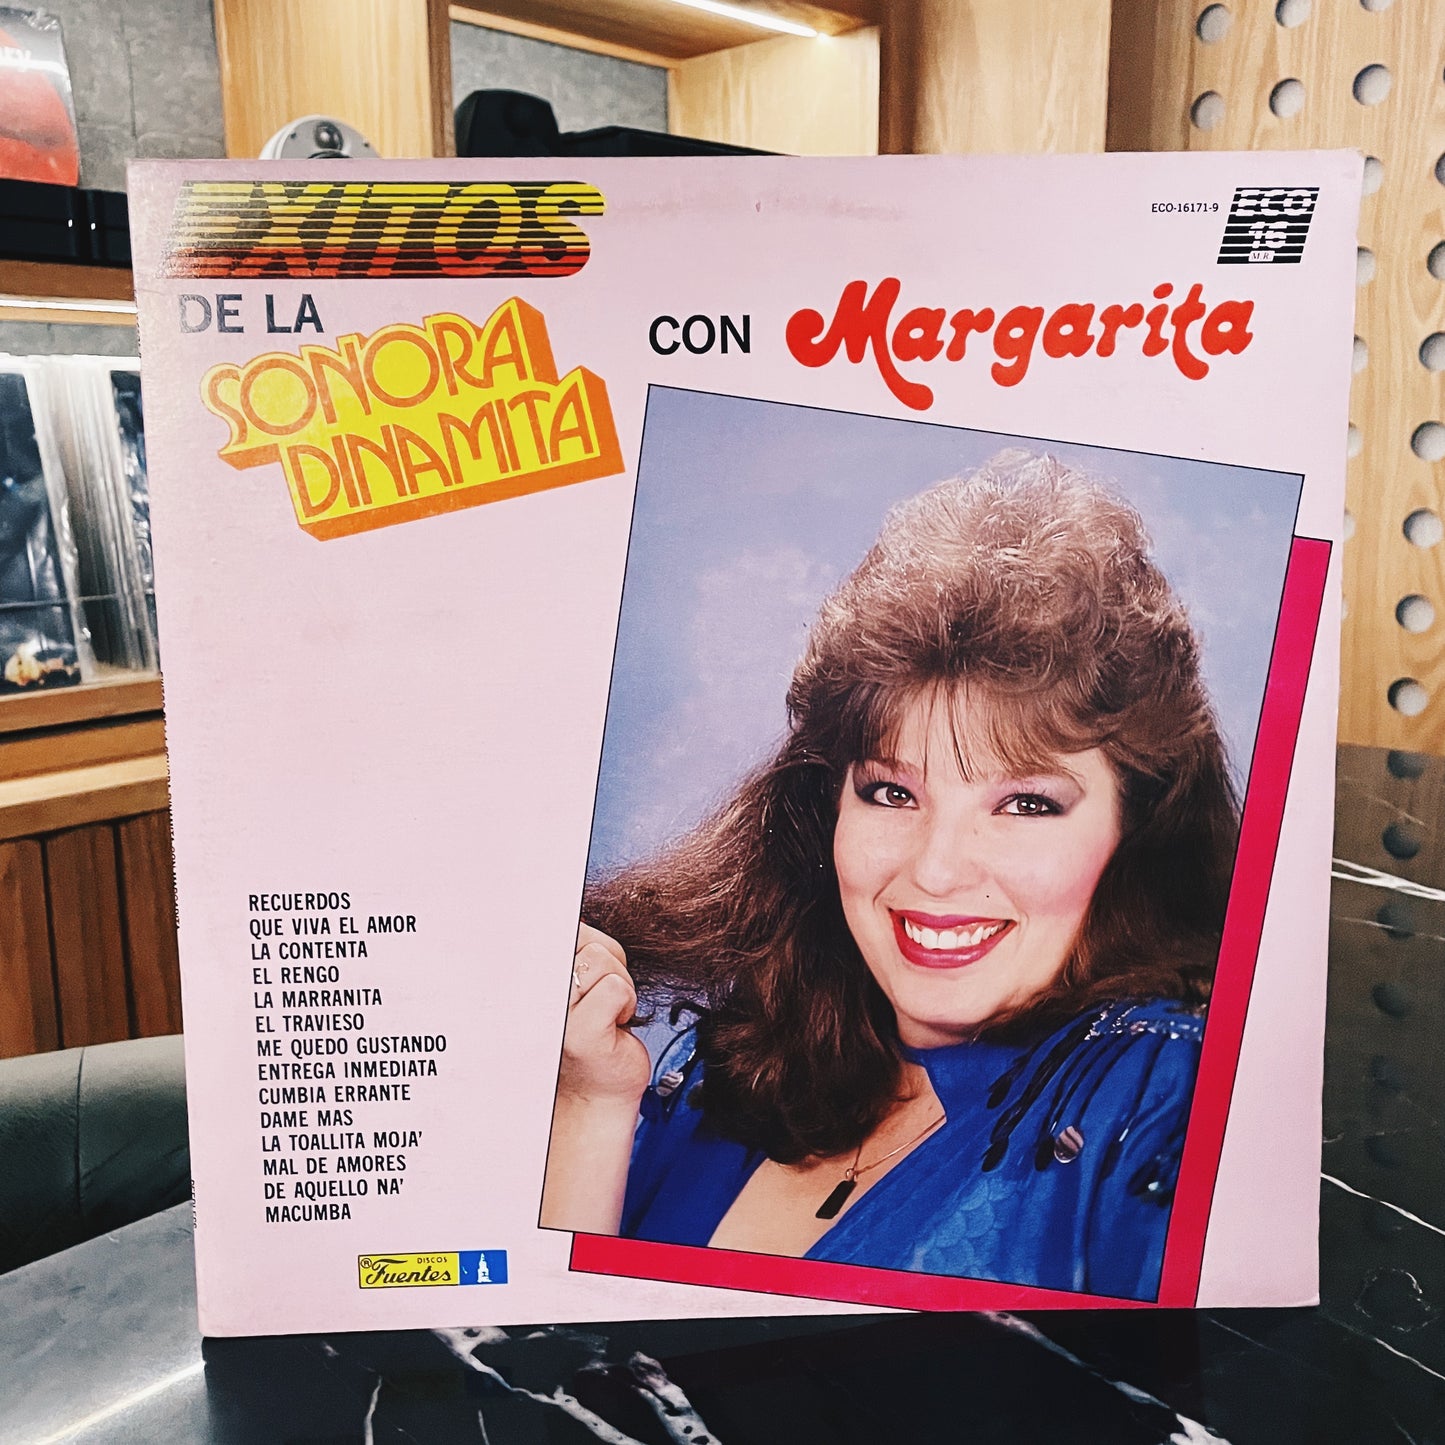 EXITOS
DE LA
SONORA
DINAMITA
CON Margarita
ECO-16171-9
ECO
16
M.R.
RECUERDOS
QUE VIVA EL AMOR
LA CONTENTA
EL RENGO
LA MARRANITA
EL TRAVIESO
ME QUEDO GUSTANDO
ENTREGA INMEDIATA
CUMBIA ERRANTE
DAME MAS
LA TOALLITA MOJA'
MAL DE AMORES
DE AQUELLO NA'
MACUMBA
® DISCOS
Fuentes